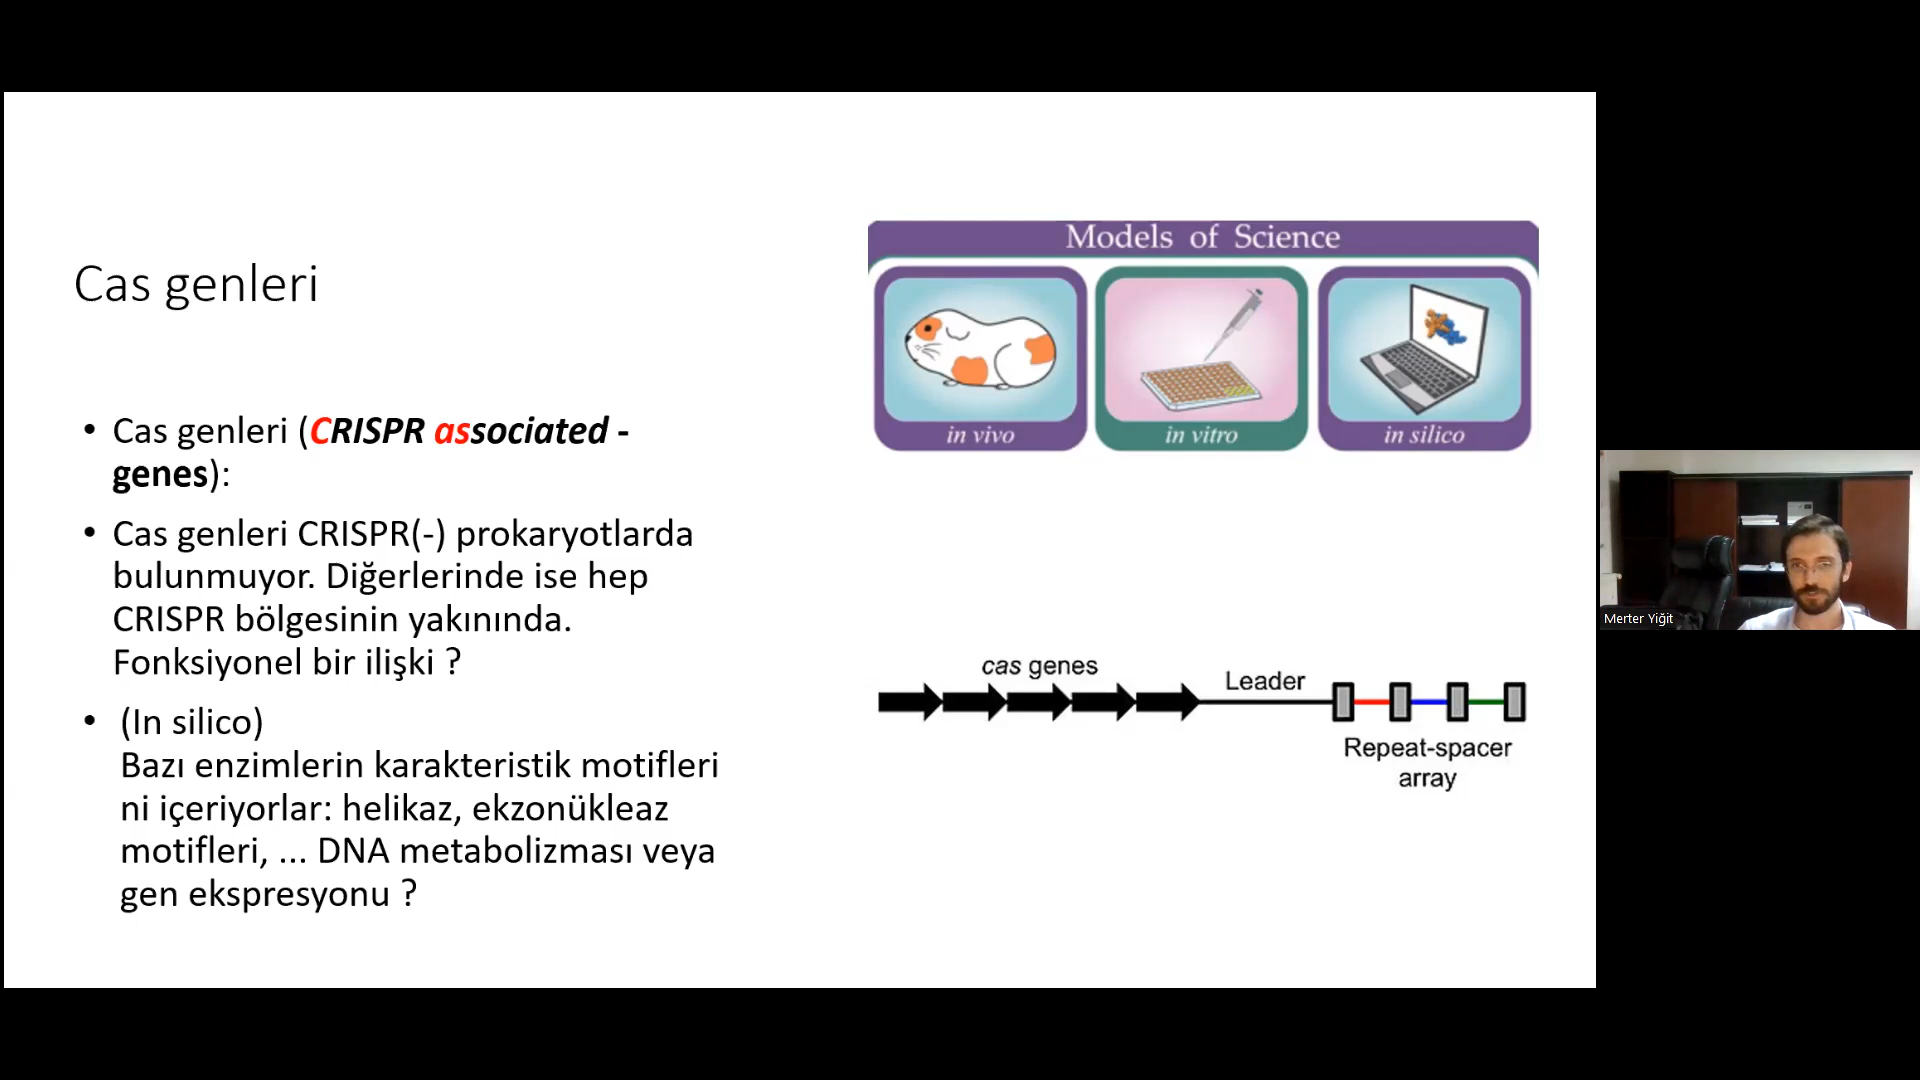 Cas genleri
• Cas genleri (CRISPR associated -
genes):
• Cas genleri CRISPR(-) prokaryotlarda
bulunmuyor. Diğerlerinde ise hep
CRISPR bölgesinin yakınında.
Fonksiyonel bir ilişki ?
• (In silico)
Bazı enzimlerin karakteristik motifleri
ni içeriyorlar: helikaz, ekzonükleaz
motifleri, ... DNA metabolizması veya
gen ekspresyonu ?
Models of Science
in vivo
in vitro
in silico
cas genes
Leader
Repeat-spacer
array
Merter Yiğit